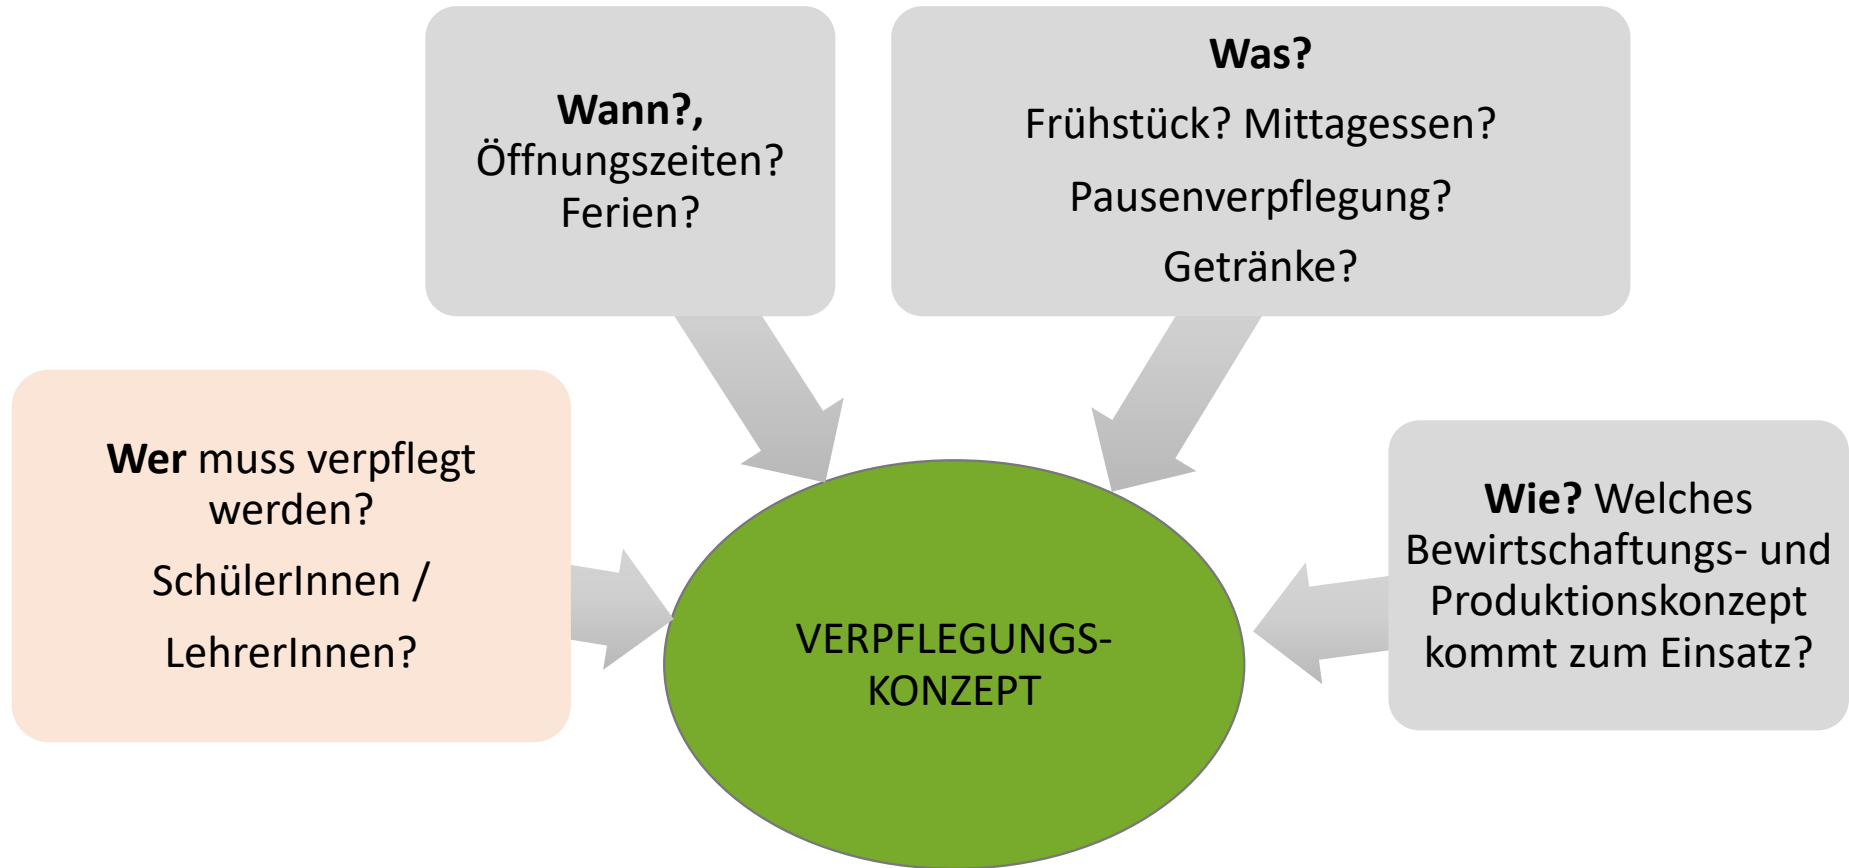 Wann?,
Öffnungszeiten?
Ferien?
Was?
Frühstück? Mittagessen?
Pausenverpflegung?
Getränke?
Wer muss verpflegt
werden?
SchülerInnen /
LehrerInnen?
VERPFLEGUNGS-
KONZEPT
Wie? Welches
Bewirtschaftungs- und
Produktionskonzept
kommt zum Einsatz?